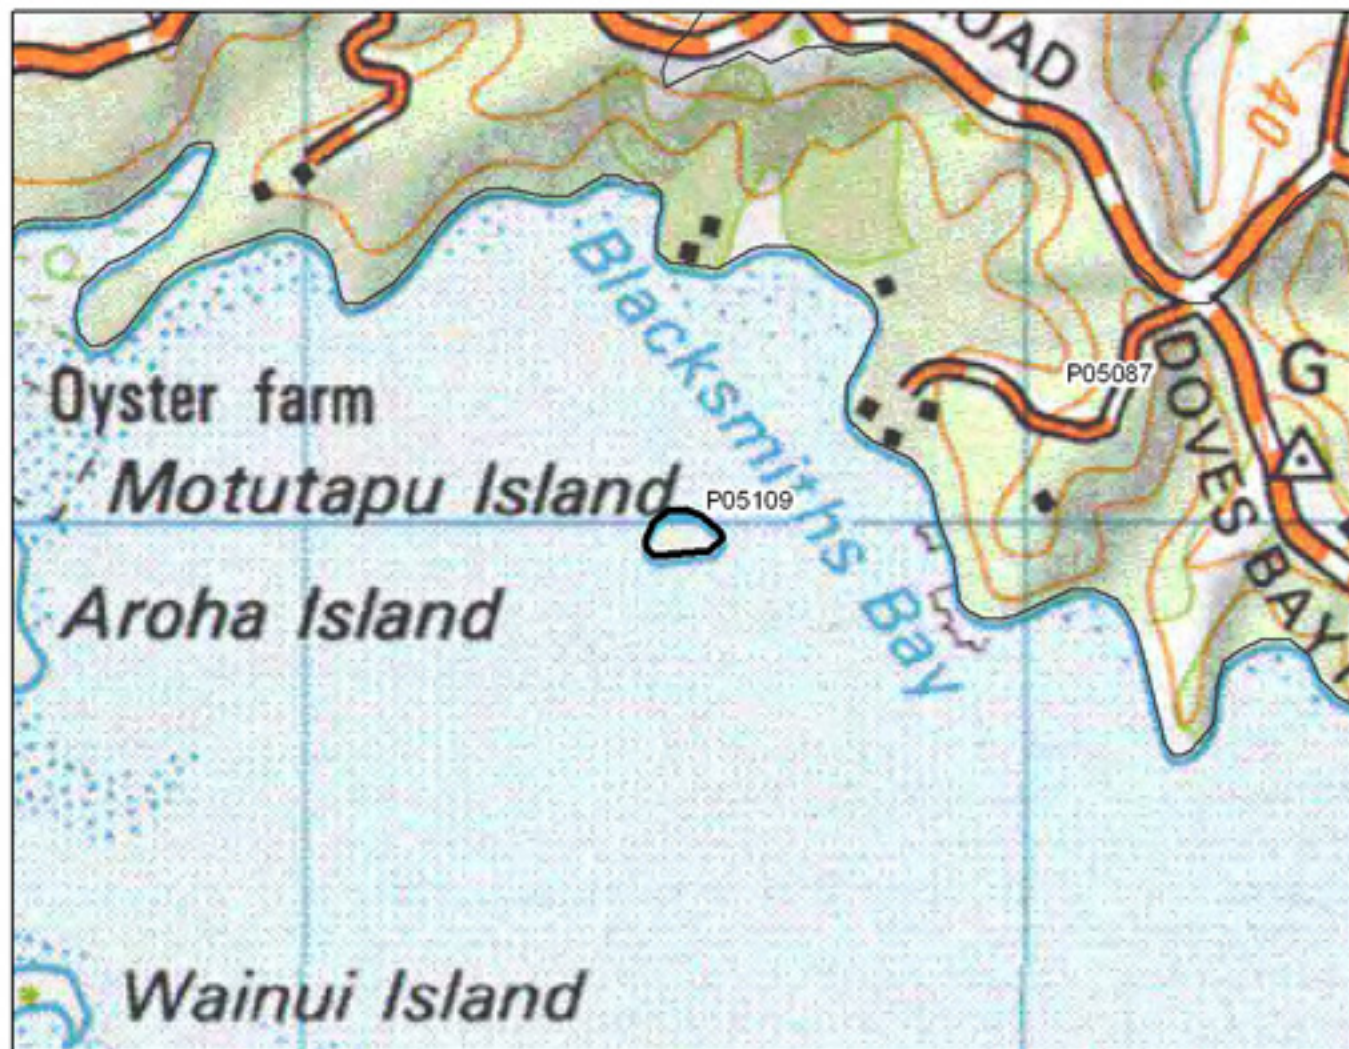 OAD
40
Blacksmiths Bay
P05087
G
DOVES BAY
Oyster farm
Motutapu Island
P05109
Aroha Island
Wainui Island